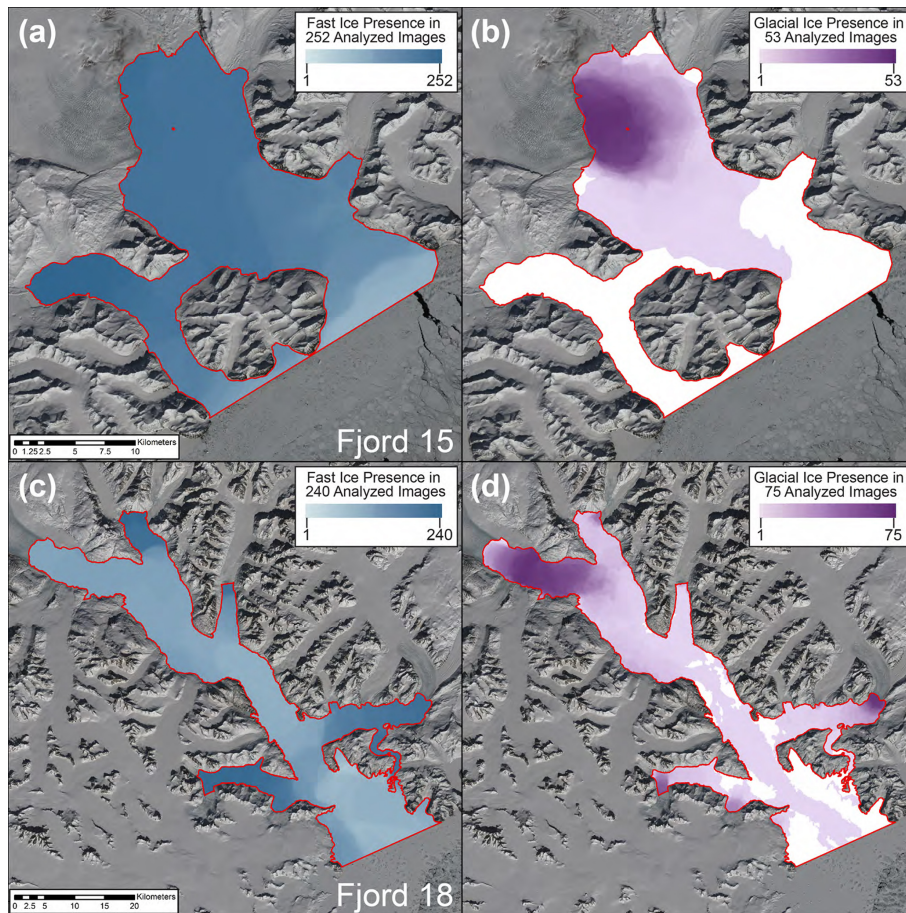 (a)
Fast Ice Presence in
252 Analyzed Images
1 252
Kilometers
0 1.25 2.5 5 7.5 10
Fjord 15
(b)
Glacial Ice Presence in
53 Analyzed Images
1 53
(c)
Fast Ice Presence in
240 Analyzed Images
1 240
Kilometers
0 2.5 5 10 15 20
Fjord 18
(d)
Glacial Ice Presence in
75 Analyzed Images
1 75